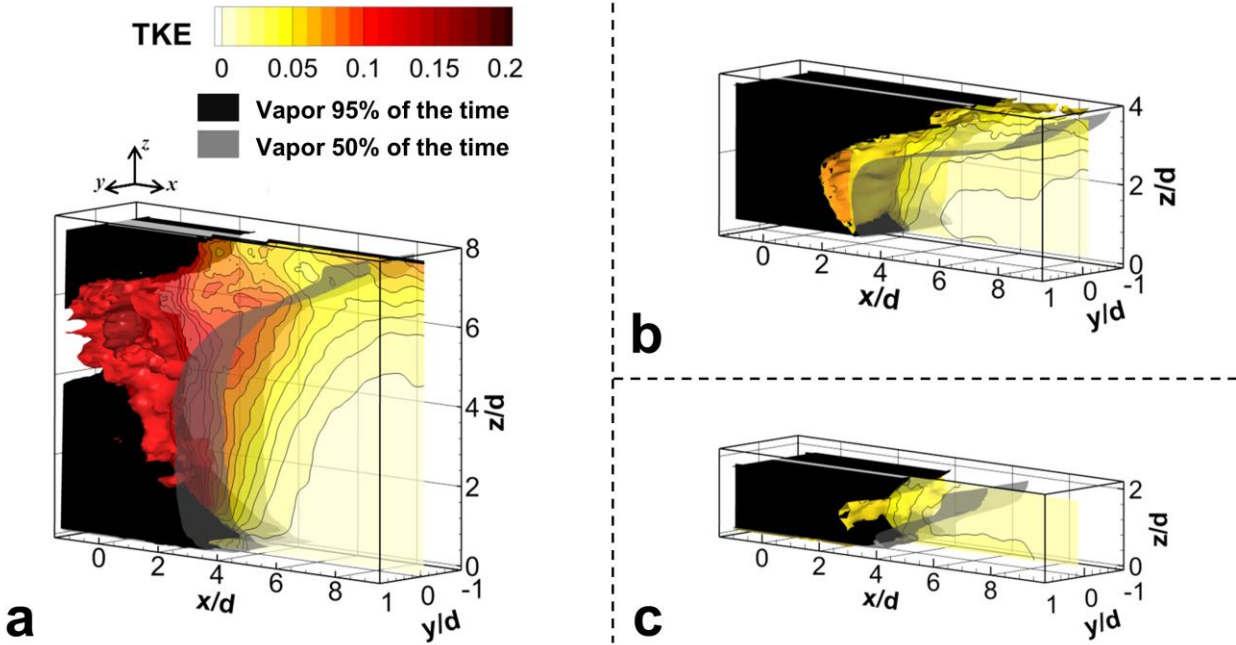 TKE
0 0.05 0.1 0.15 0.2
Vapor 95% of the time
Vapor 50% of the time
z
y x
8
6
4
2
0
z/d
0 2 4 6 8
x/d
1 0 -1
y/d
a
4
2
0
z/d
0 2 4 6 8
x/d
1 0 -1
y/d
b
2
0
z/d
0 2 4 6 8
x/d
1 0 -1
y/d
c